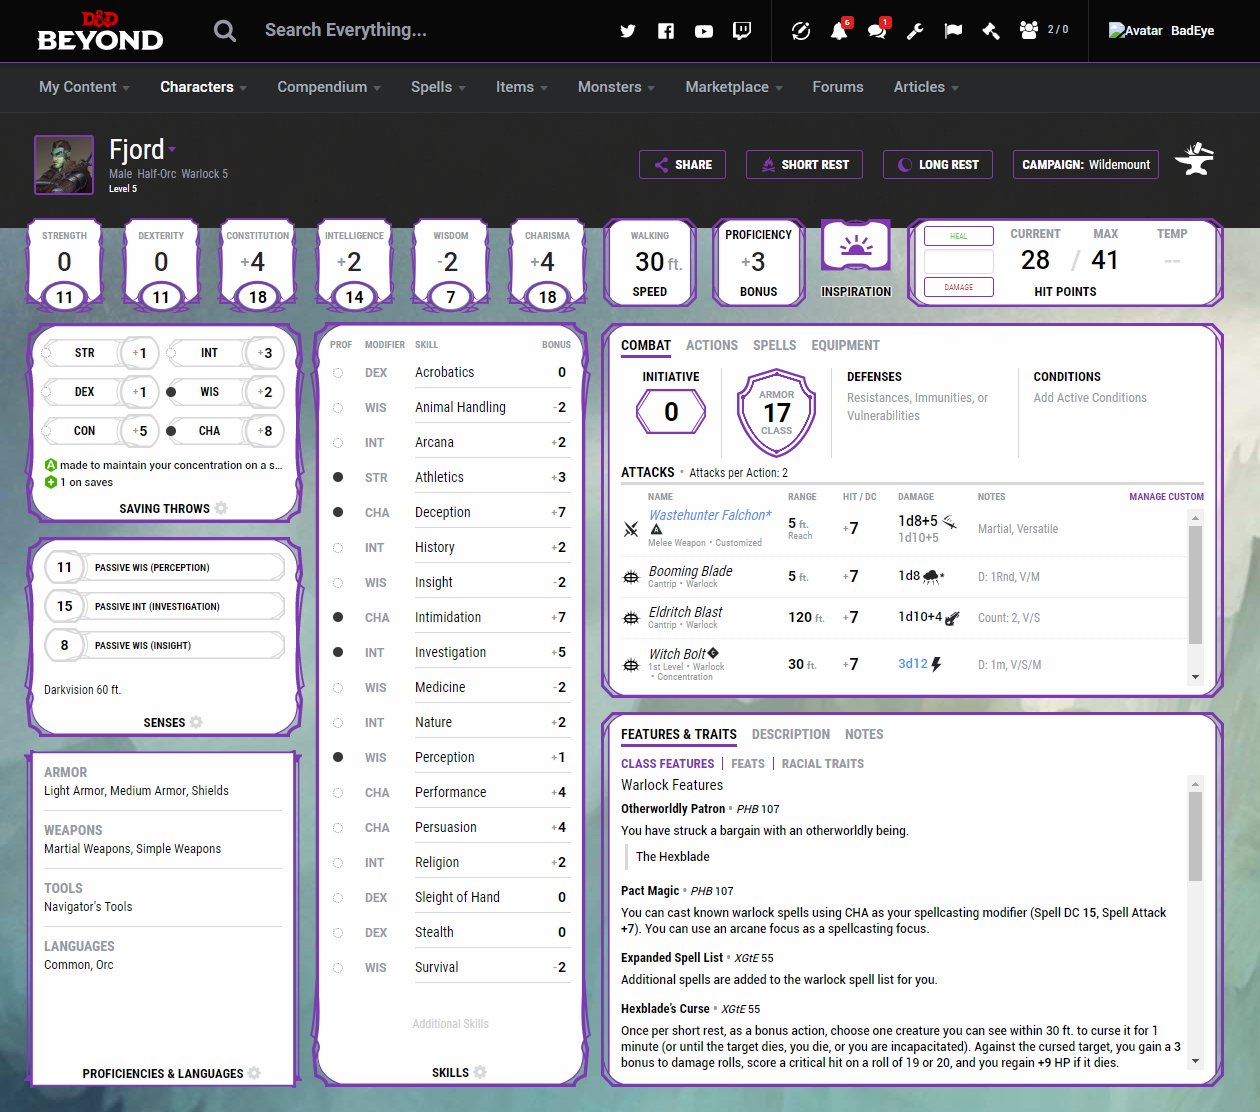 D&D
BEYOND
Search Everything...
6
1
2 / 0
Avatar BadEye
My Content
Characters
Compendium
Spells
Items
Monsters
Marketplace
Forums
Articles
Fjord
Male Half-Orc Warlock 5
Level 5
SHARE
SHORT REST
LONG REST
CAMPAIGN: Wildemount
STRENGTH
0
11
DEXTERITY
0
11
CONSTITUTION
+4
18
INTELLIGENCE
+2
14
WISDOM
-2
7
CHARISMA
+4
18
WALKING
30 ft.
SPEED
PROFICIENCY
+3
BONUS
INSPIRATION
HEAL
DAMAGE
CURRENT MAX TEMP
28 / 41 --
HIT POINTS
STR +1
INT +3
DEX +1
WIS +2
CON +5
CHA +8
A made to maintain your concentration on a s...
+ 1 on saves
SAVING THROWS
11 PASSIVE WIS (PERCEPTION)
15 PASSIVE INT (INVESTIGATION)
8 PASSIVE WIS (INSIGHT)
Darkvision 60 ft.
SENSES
ARMOR
Light Armor, Medium Armor, Shields
WEAPONS
Martial Weapons, Simple Weapons
TOOLS
Navigator's Tools
LANGUAGES
Common, Orc
PROFICIENCIES & LANGUAGES
PROF MODIFIER SKILL BONUS
DEX Acrobatics 0
WIS Animal Handling -2
INT Arcana +2
STR Athletics +3
CHA Deception +7
INT History +2
WIS Insight -2
CHA Intimidation +7
INT Investigation +5
WIS Medicine -2
INT Nature +2
WIS Perception +1
CHA Performance +4
CHA Persuasion +4
INT Religion +2
DEX Sleight of Hand 0
DEX Stealth 0
WIS Survival -2
Additional Skills
SKILLS
COMBAT ACTIONS SPELLS EQUIPMENT
INITIATIVE
0
ARMOR
17
CLASS
DEFENSES
Resistances, Immunities, or
Vulnerabilities
CONDITIONS
Add Active Conditions
ATTACKS • Attacks per Action: 2
NAME RANGE HIT / DC DAMAGE NOTES MANAGE CUSTOM
Wastehunter Falchon*
A
Melee Weapon • Customized
5 ft.
Reach
+7
1d8+5
1d10+5
Martial, Versatile
Booming Blade
Cantrip • Warlock
5 ft.
+7
1d8 *
D: 1Rnd, V/M
Eldritch Blast
Cantrip • Warlock
120 ft.
+7
1d10+4
Count: 2, V/S
Witch Bolt
1st Level • Warlock
• Concentration
30 ft.
+7
3d12
D: 1m, V/S/M
FEATURES & TRAITS DESCRIPTION NOTES
CLASS FEATURES | FEATS | RACIAL TRAITS
Warlock Features
Otherworldly Patron • PHB 107
You have struck a bargain with an otherworldly being.
The Hexblade
Pact Magic • PHB 107
You can cast known warlock spells using CHA as your spellcasting modifier (Spell DC 15, Spell Attack
+7). You can use an arcane focus as a spellcasting focus.
Expanded Spell List • XGtE 55
Additional spells are added to the warlock spell list for you.
Hexblade's Curse • XGtE 55
Once per short rest, as a bonus action, choose one creature you can see within 30 ft. to curse it for 1
minute (or until the target dies, you die, or you are incapacitated). Against the cursed target, you gain a 3
bonus to damage rolls, score a critical hit on a roll of 19 or 20, and you regain +9 HP if it dies.